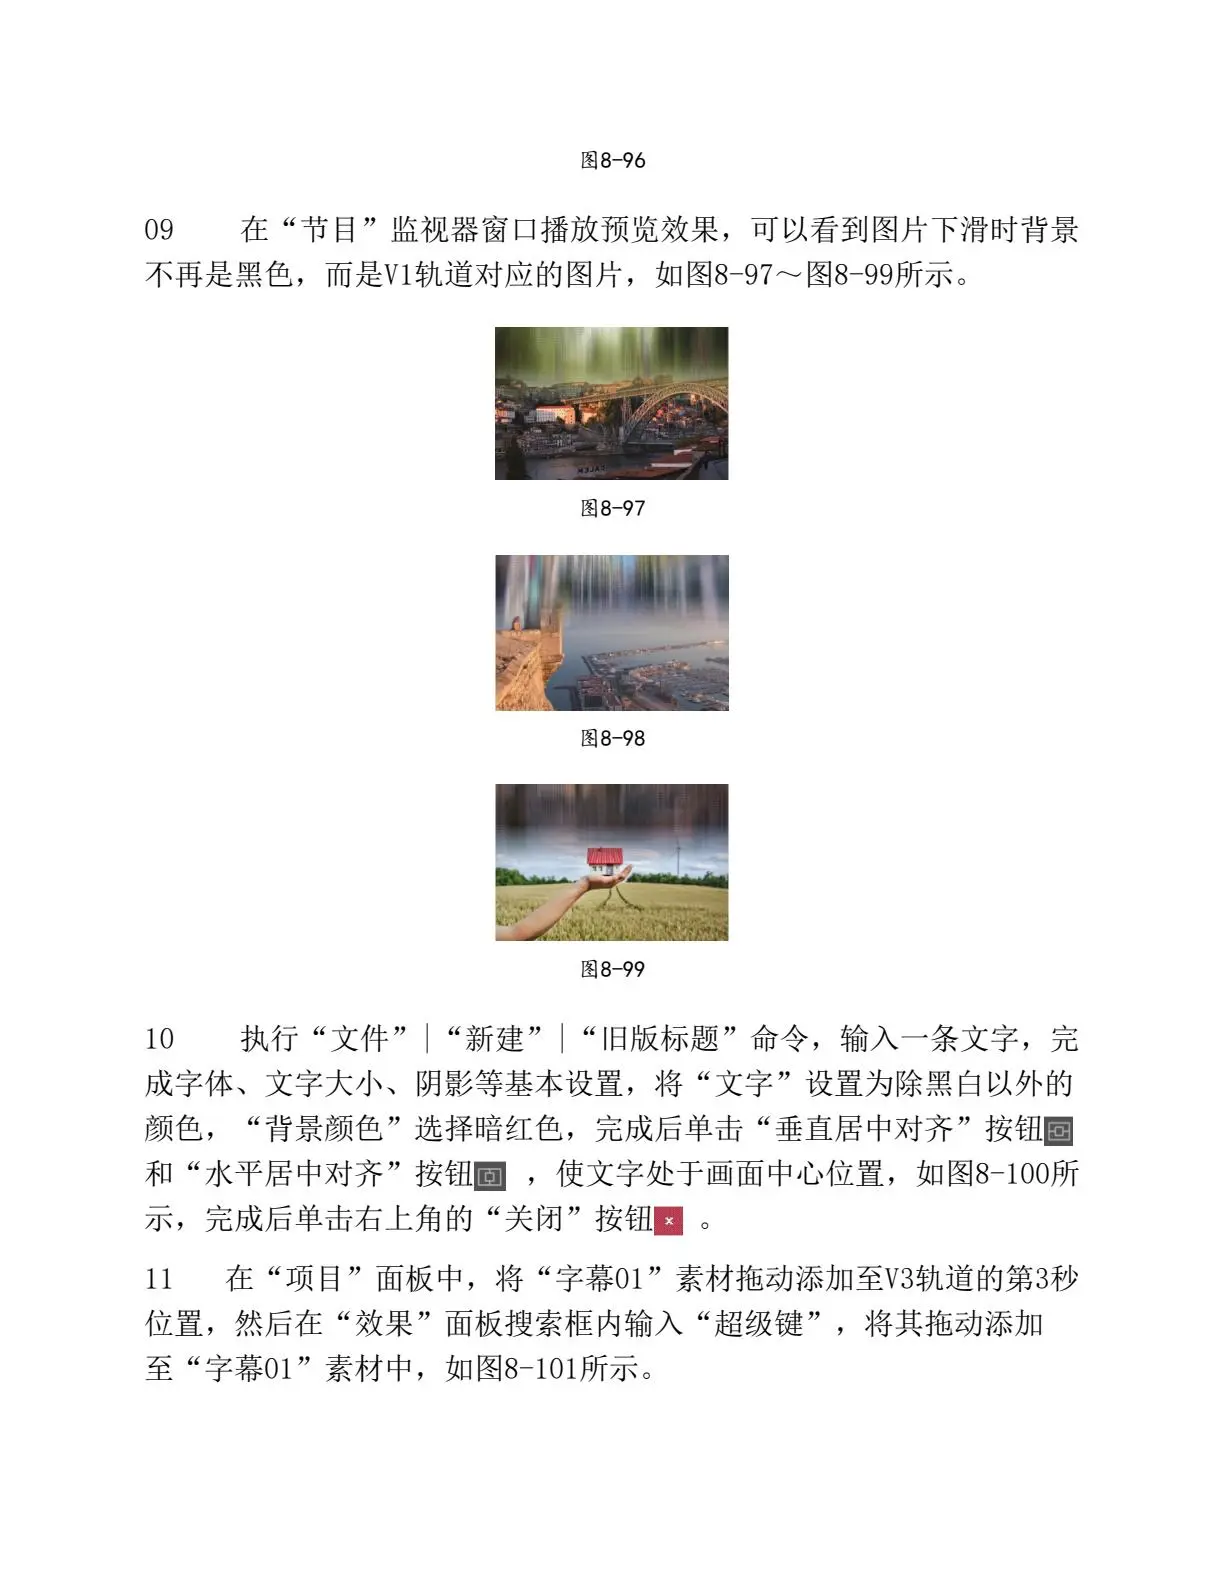 图8-96
09 在“节目”监视器窗口播放预览效果，可以看到图片下滑时背景
不再是黑色，而是V1轨道对应的图片，如图8-97～图8-99所示。
CALEM
图8-97
图8-98
图8-99
10 执行“文件”|“新建”|“旧版标题”命令，输入一条文字，完
成字体、文字大小、阴影等基本设置，将“文字”设置为除黑白以外的
颜色，“背景颜色”选择暗红色，完成后单击“垂直居中对齐”按钮
和“水平居中对齐”按钮 ，使文字处于画面中心位置，如图8-100所
示，完成后单击右上角的“关闭”按钮 。
11 在“项目”面板中，将“字幕01”素材拖动添加至V3轨道的第3秒
位置，然后在“效果”面板搜索框内输入“超级键”，将其拖动添加
至“字幕01”素材中，如图8-101所示。